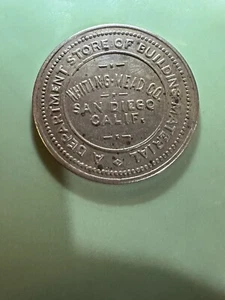 A DEPARTMENT STORE OF BUILDING MATERIAL
WHITING-MEAD CO.
SAN DIEGO
CALIF.